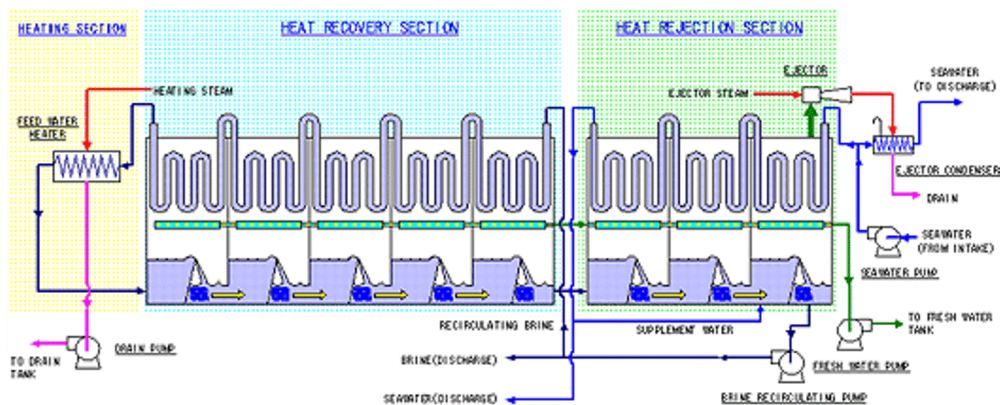 HEATING SECTION
HEAT RECOVERY SECTION
HEAT REJECTION SECTION
EJECTOR
SEAWATER
(TO DISCHARGE)
HEATING STEAM
EJECTOR STEAM
FEED WATER
HEATER
EJECTOR CONDENSER
DRAIN
SEAWATER
(FROM INTAKE)
SEAWATER PUMP
TO FRESH WATER
TANK
RECIRCULATING BRINE
SUPPLEMENT WATER
DRAIN PUMP
TO DRAIN
TANK
BRINE(DISCHARGE)
FRESH WATER PUMP
SEAWATER(DISCHARGE)
BRINE RECIRCULATING PUMP